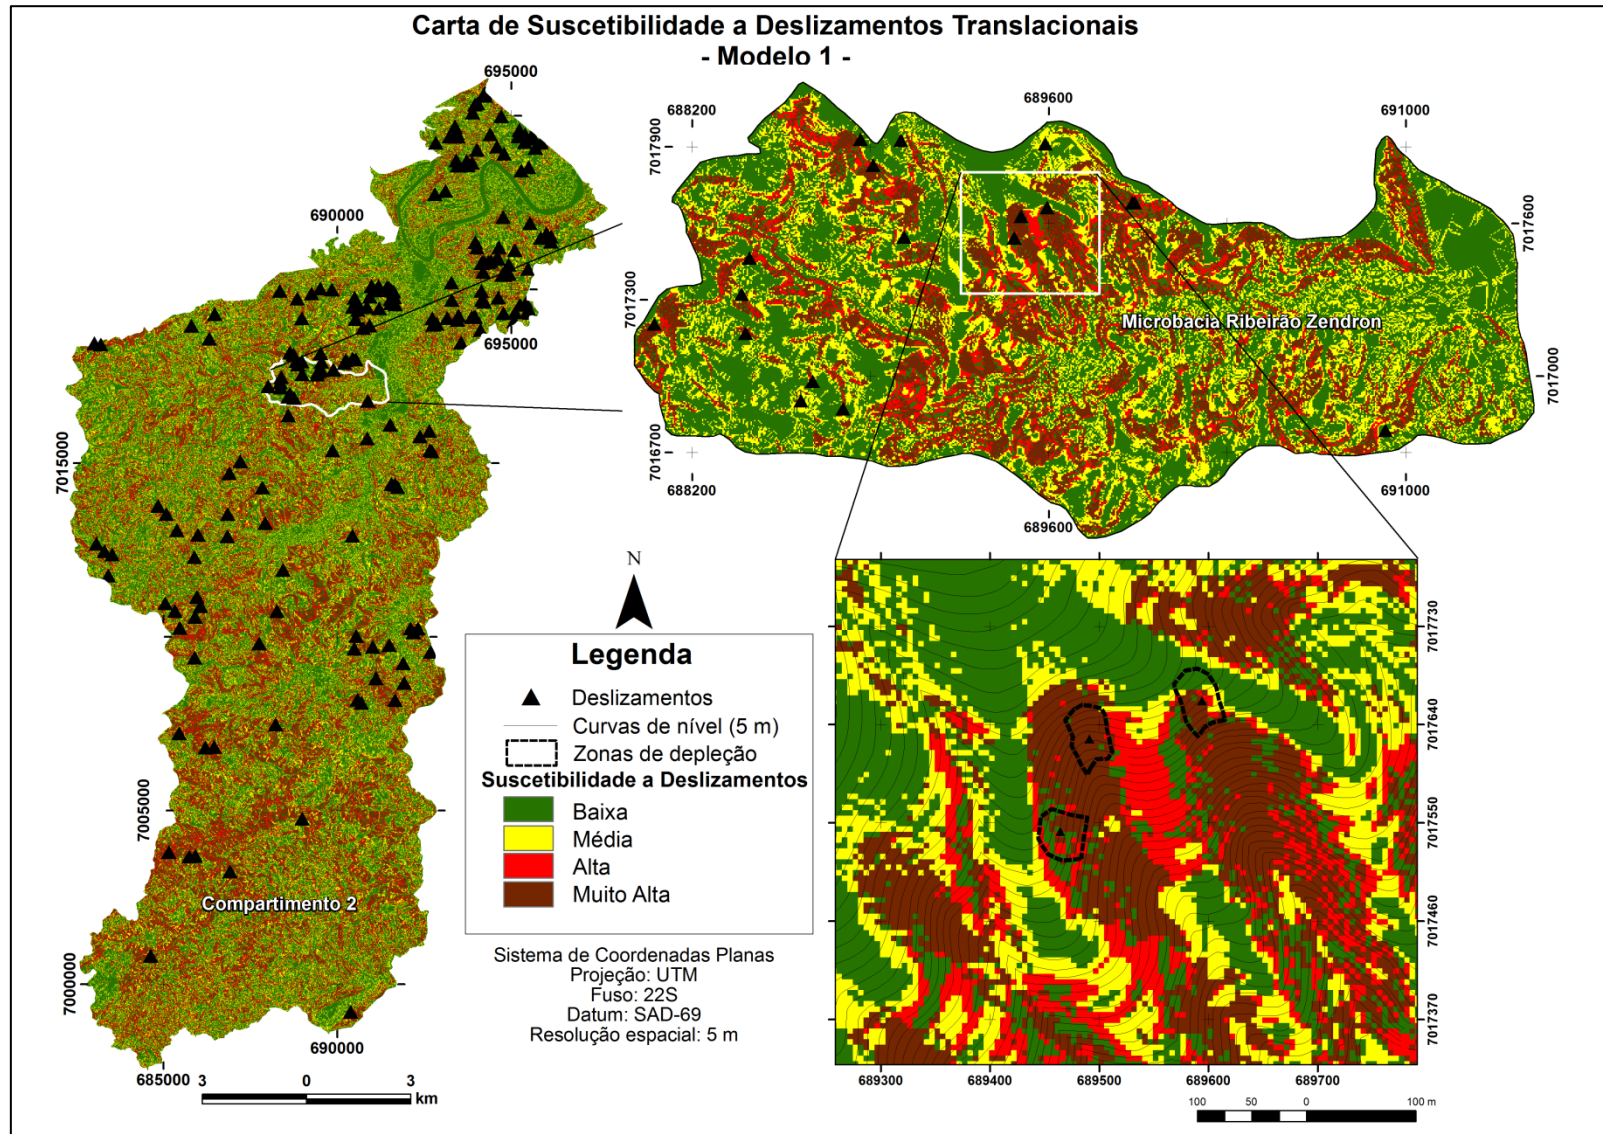 Carta de Suscetibilidade a Deslizamentos Translacionais
- Modelo 1 -
695000
690000
695000
7015000
7005000
7000000
685000
690000
Compartimento 2
3 0 3
km
688200
689600
691000
7017900
7017600
7017300
7017000
7016700
688200
689600
691000
Microbacia Ribeirão Zendron
N
Legenda
Deslizamentos
Curvas de nível (5 m)
Zonas de depleção
Suscetibilidade a Deslizamentos
Baixa
Média
Alta
Muito Alta
Sistema de Coordenadas Planas
Projeção: UTM
Fuso: 22S
Datum: SAD-69
Resolução espacial: 5 m
7017730
7017640
7017550
7017460
7017370
689300 689400 689500 689600 689700
100 50 0 100 m